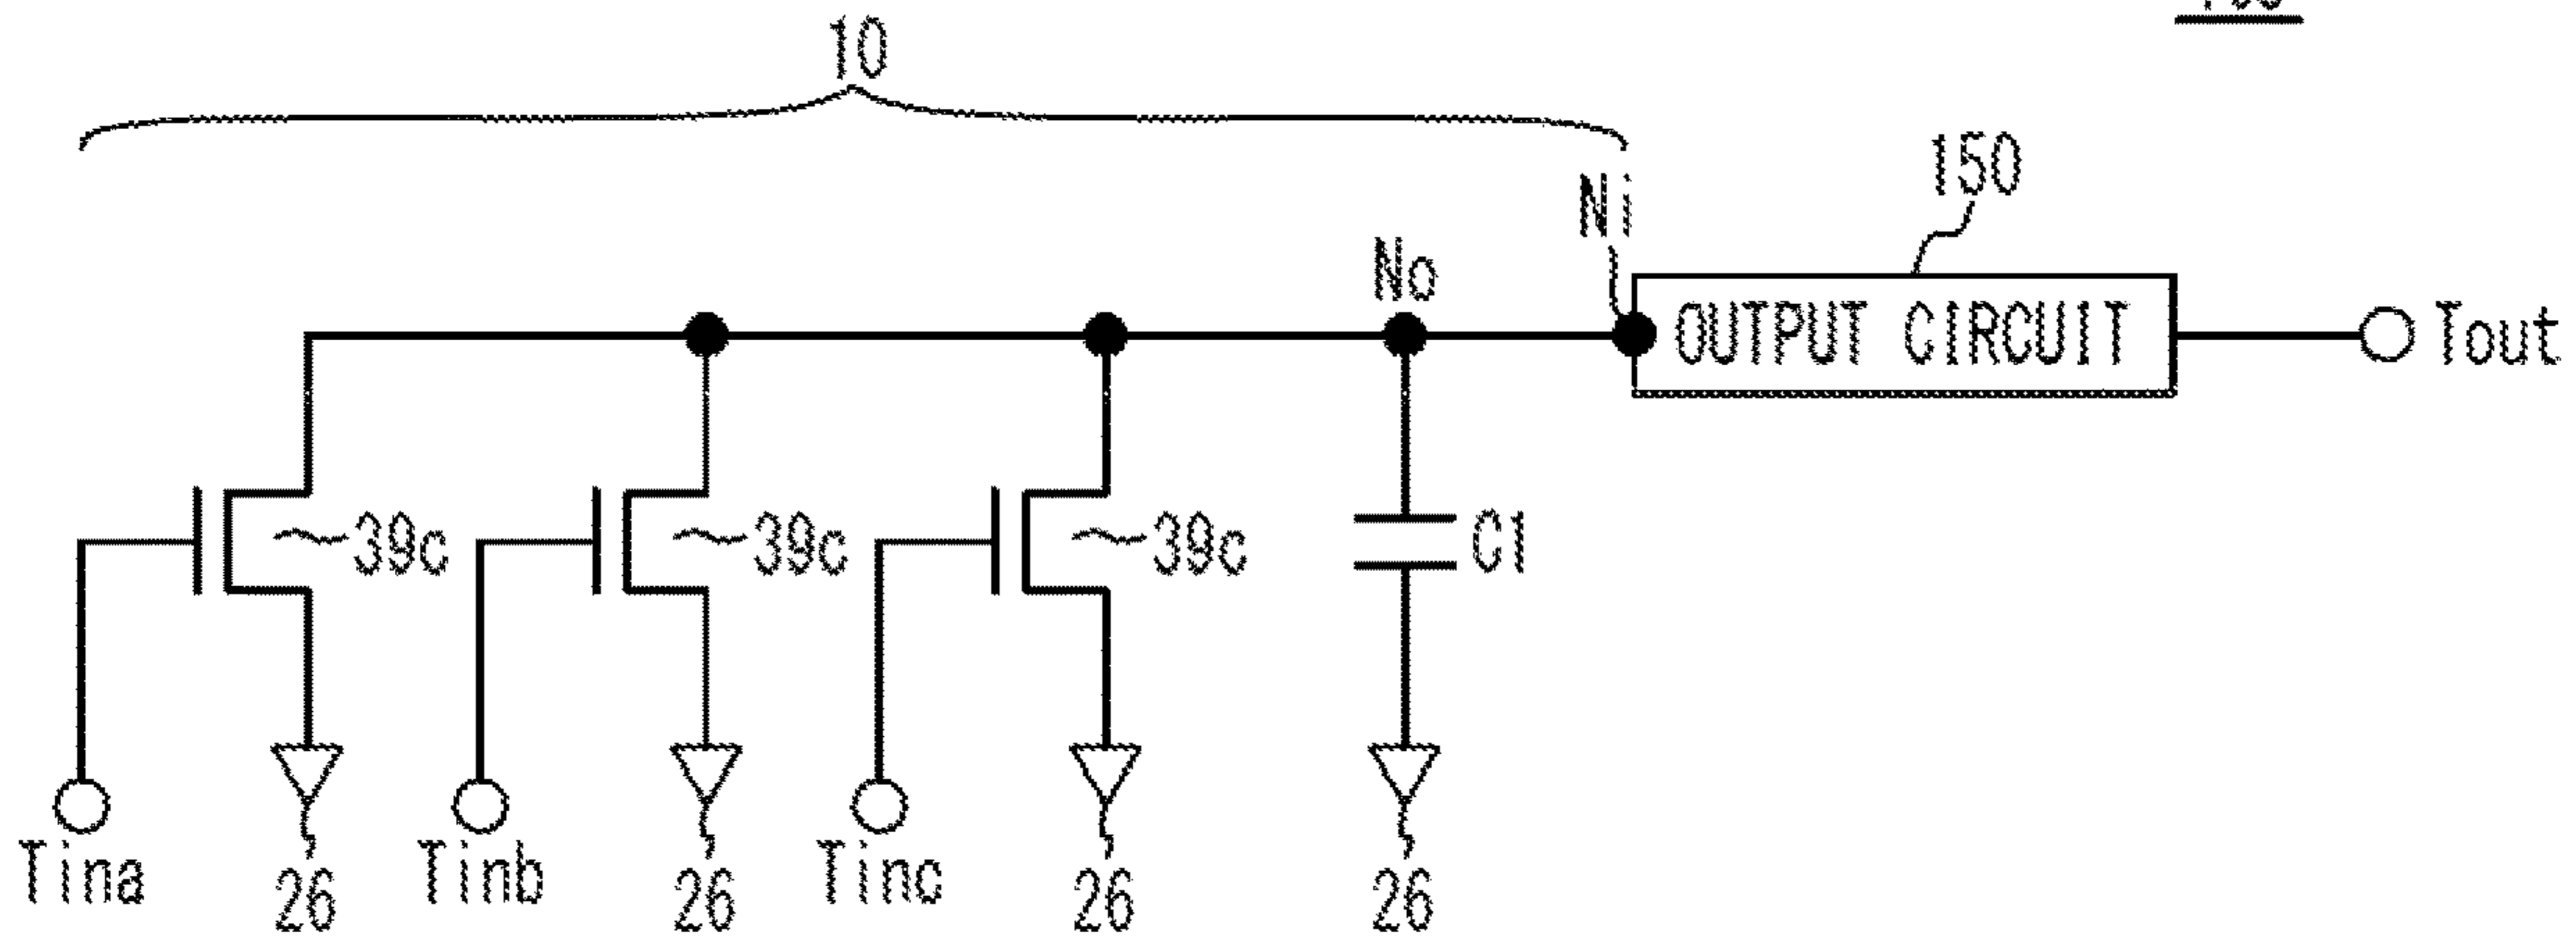 10
150
Ni
No
OUTPUT CIRCUIT
Tout
39c
39c
39c
C1
Tina
26
Tinb
26
Tinc
26
26